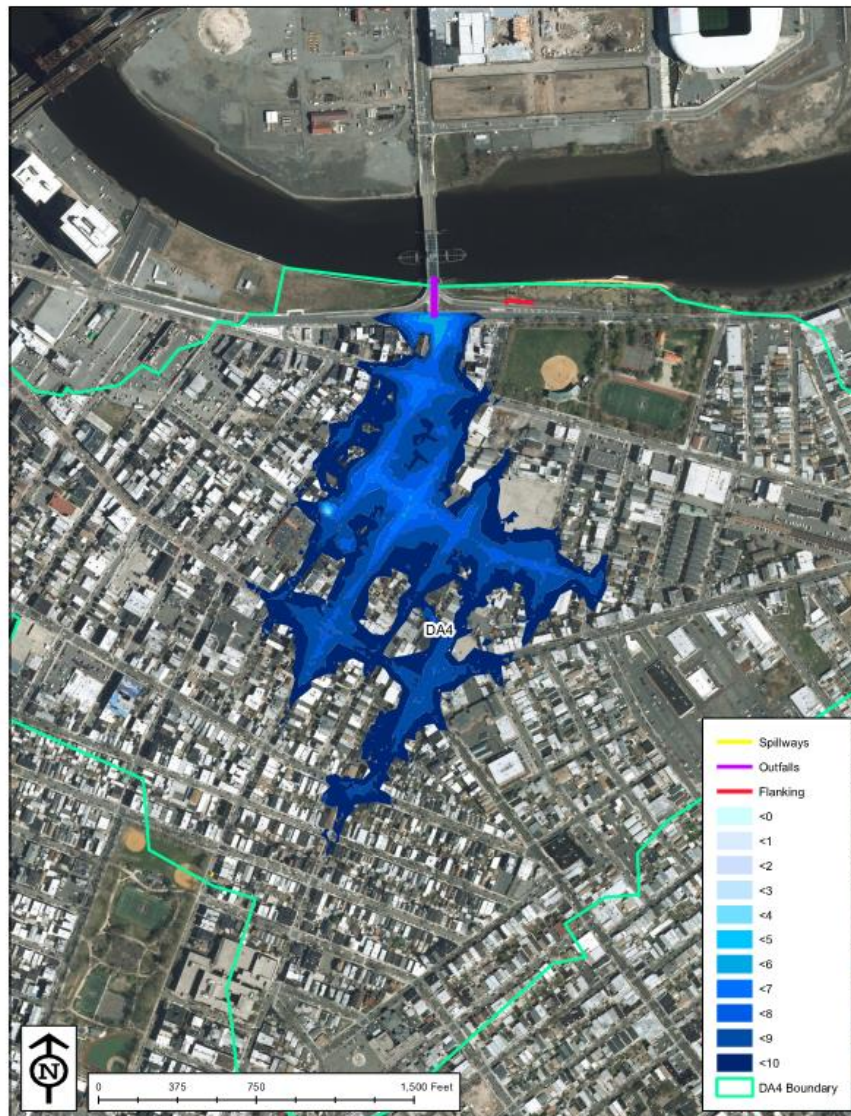 DA4
Spillways
Outfalls
Flanking
<0
<1
<2
<3
<4
<5
<6
<7
<8
<9
<10
DA4 Boundary
N
0 375 750 1,500 Feet